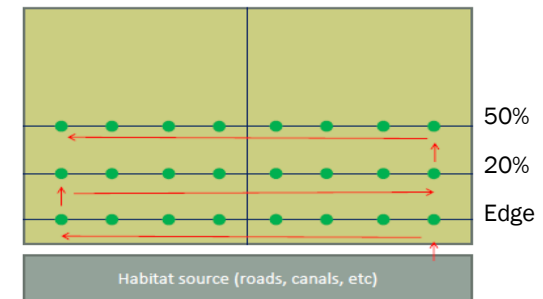 50%
20%
Edge
Habitat source (roads, canals, etc)